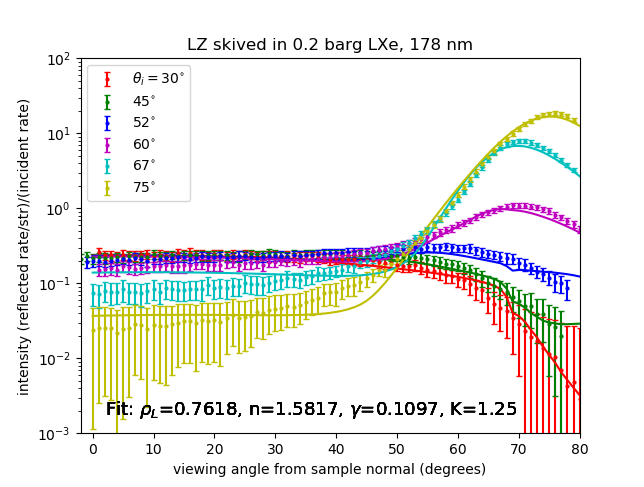 LZ skived in 0.2 barg LXe, 178 nm
intensity (reflected rate/str)/(incident rate)
10²
10¹
10⁰
10⁻¹
10⁻²
10⁻³
θᵢ = 30°
45°
52°
60°
67°
75°
Fit: ρ_L=0.7618, n=1.5817, γ=0.1097, K=1.25
0 10 20 30 40 50 60 70 80
viewing angle from sample normal (degrees)